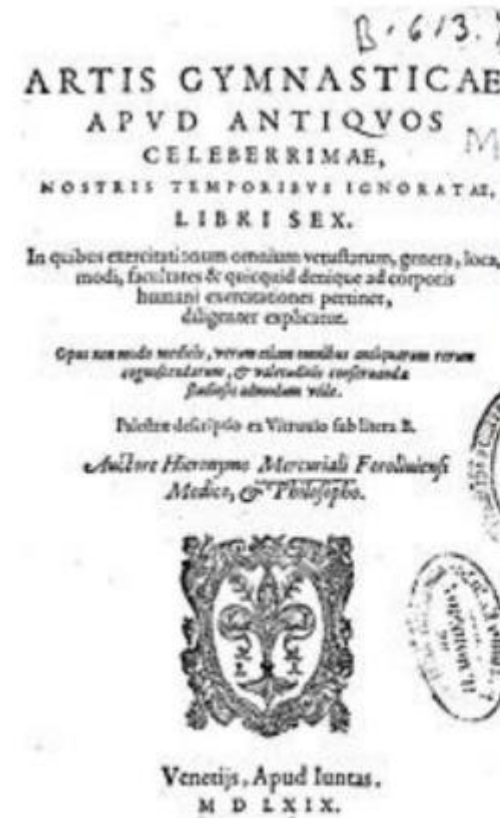 B. 613.
ARTIS GYMNASTICAE
APVD ANTIQVOS
CELEBERRIMAE,
NOSTRIS TEMPORIBVS IGNORATAE,
LIBRI SEX.
In quibus exercitationum omnium vetustarum, genera, loca,
modi, facultates & quicquid denique ad corporis
humani exercitationes pertinet,
diligenter explicatur.
Opus non modo medicis, verum etiam omnibus antiquarum rerum
cognoscendarum, & valetudinis conseruandæ
studiosis admodum vtile.
Palestræ descriptio ex Vitruuio sub litera B.
Auctore Hieronymo Mercuriali Foroliuiensi
Medico, & Philosopho.
Venetijs, Apud Iuntas.
M D LXIX.